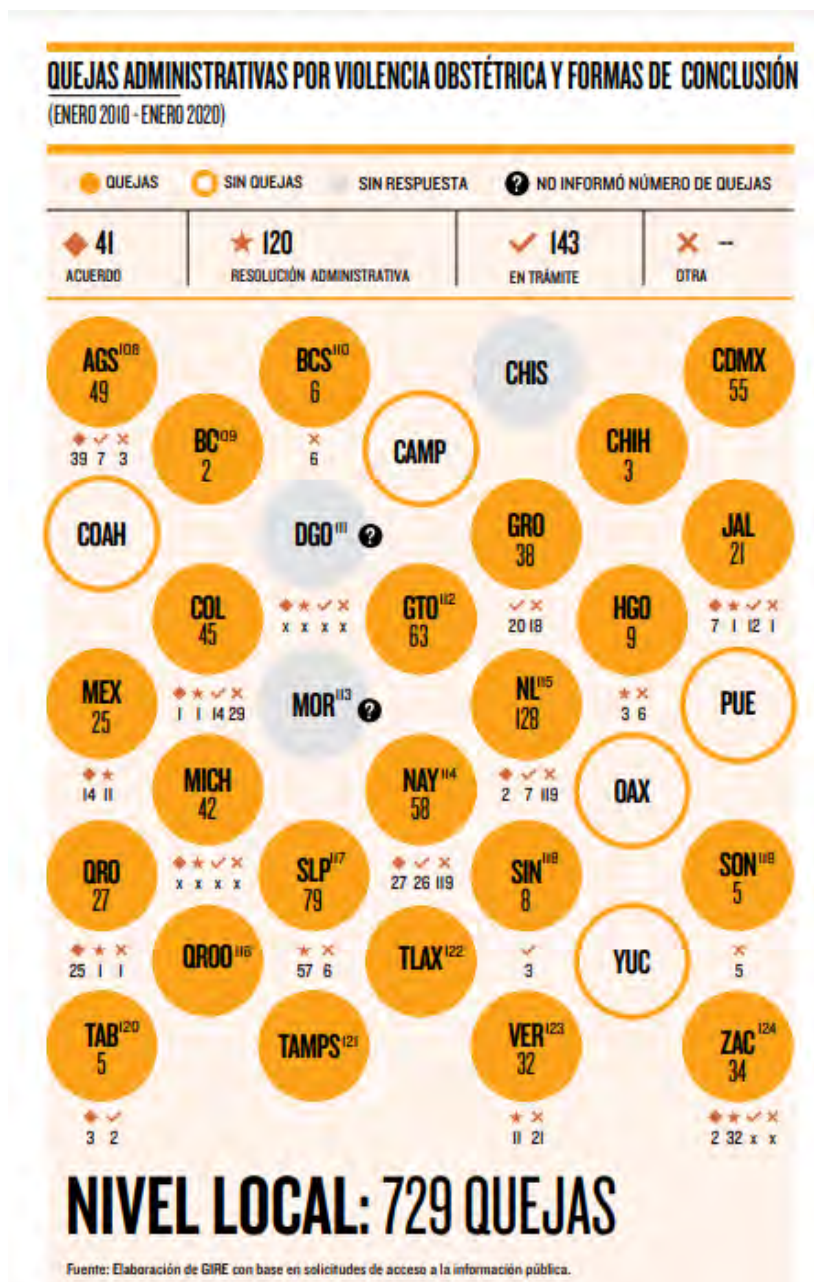 QUEJAS ADMINISTRATIVAS POR VIOLENCIA OBSTÉTRICA Y FORMAS DE CONCLUSIÓN
(ENERO 2010 - ENERO 2020)
QUEJAS SIN QUEJAS SIN RESPUESTA ? NO INFORMÓ NÚMERO DE QUEJAS
41 120 143 --
ACUERDO RESOLUCIÓN ADMINISTRATIVA EN TRÁMITE OTRA
AGS108 BCS110 CHIS CDMX
49 6 55
BC109 CAMP CHIH
2 3
39 7 3 6
COAH DGO111 ? GRO JAL
38 21
COL GTO112 HGO
45 63 9
x x x x 20 18 7 1 12 1
MEX MOR113 ? NL115 PUE
25 128
1 1 14 29 3 6
MICH NAY114 OAX
42 58
14 11 2 7 119
QRO SLP117 SIN118 SON119
27 79 8 5
x x x x 27 26 119
QROO116 TLAX122 YUC
25 1 1 57 6 3 5
TAB120 TAMPS121 VER123 ZAC124
5 32 34
3 2 11 21 2 32 x x
NIVEL LOCAL: 729 QUEJAS
Fuente: Elaboración de GIRE con base en solicitudes de acceso a la información pública.